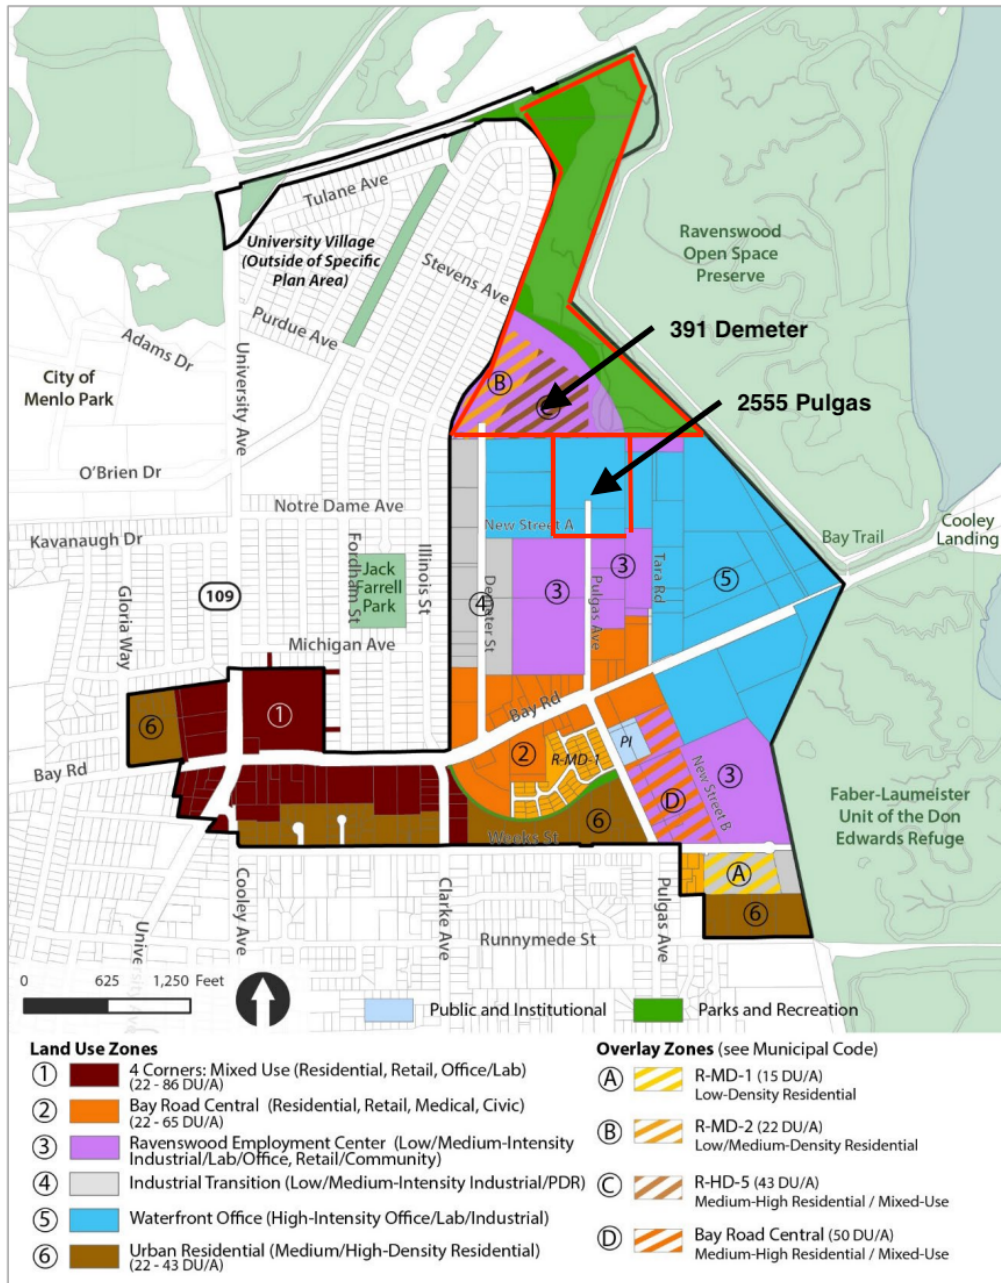 Tulane Ave
University Village
(Outside of Specific
Plan Area)
Stevens Ave
Purdue Ave
Ravenswood
Open Space
Preserve
Adams Dr
University Ave
City of
Menlo Park
391 Demeter
B
C
2555 Pulgas
O'Brien Dr
Notre Dame Ave
New Street A
Kavanaugh Dr
Bay Trail
Cooley
Landing
Fordham St
Illinois St
Jack
Farrell
Park
Gloria Way
109
4
Demeter St
3
Pulgas Ave
3
Tara Rd
5
Michigan Ave
6
1
Bay Rd
Bay Rd
2
R-MD-1
PI
New Street B
3
D
6
Weeks St
Faber-Laumeister
Unit of the Don
Edwards Refuge
A
6
Cooley Ave
Clarke Ave
Pulgas Ave
Runnymede St
0 625 1,250 Feet
Public and Institutional
Parks and Recreation
Land Use Zones
1 4 Corners: Mixed Use (Residential, Retail, Office/Lab)
(22 - 86 DU/A)
2 Bay Road Central (Residential, Retail, Medical, Civic)
(22 - 65 DU/A)
3 Ravenswood Employment Center (Low/Medium-Intensity
Industrial/Lab/Office, Retail/Community)
4 Industrial Transition (Low/Medium-Intensity Industrial/PDR)
5 Waterfront Office (High-Intensity Office/Lab/Industrial)
6 Urban Residential (Medium/High-Density Residential)
(22 - 43 DU/A)
Overlay Zones (see Municipal Code)
A R-MD-1 (15 DU/A)
Low-Density Residential
B R-MD-2 (22 DU/A)
Low/Medium-Density Residential
C R-HD-5 (43 DU/A)
Medium-High Residential / Mixed-Use
D Bay Road Central (50 DU/A)
Medium-High Residential / Mixed-Use